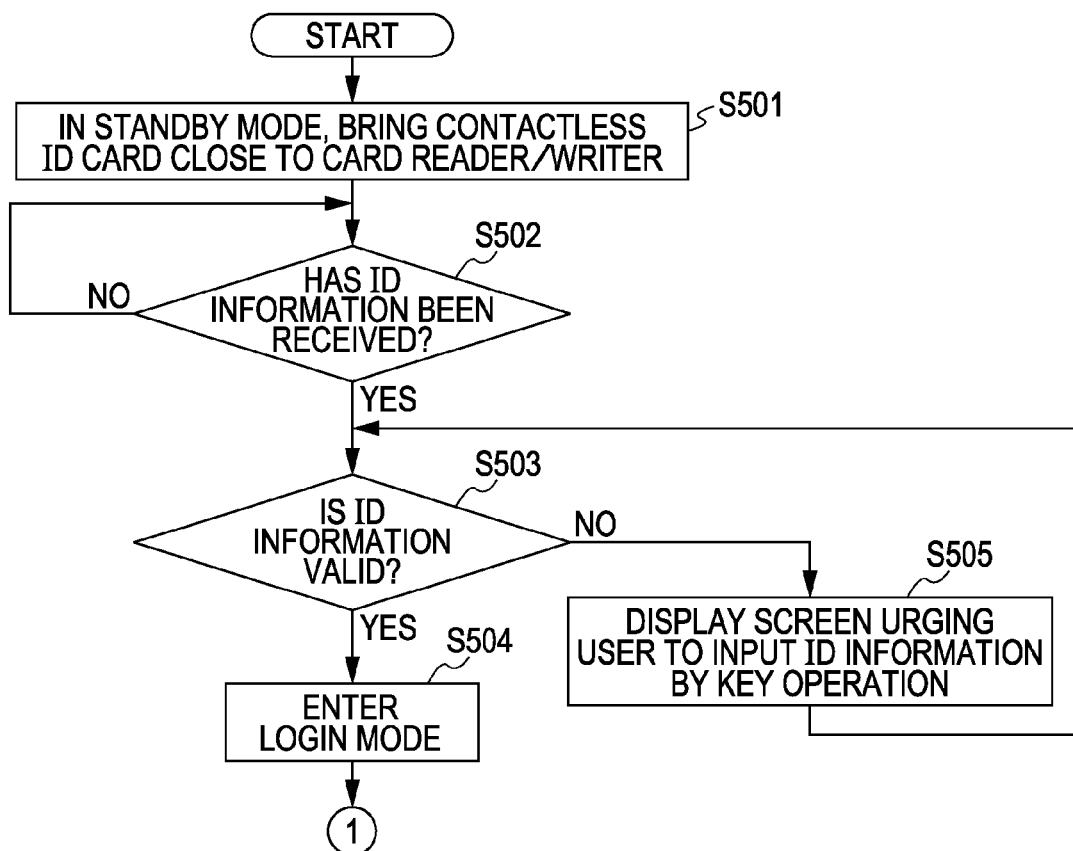 START
S501
IN STANDBY MODE, BRING CONTACTLESS
ID CARD CLOSE TO CARD READER/WRITER
S502
HAS ID
INFORMATION BEEN
RECEIVED?
NO
YES
S503
IS ID
INFORMATION
VALID?
NO
YES
S505
DISPLAY SCREEN URGING
USER TO INPUT ID INFORMATION
BY KEY OPERATION
S504
ENTER
LOGIN MODE
1